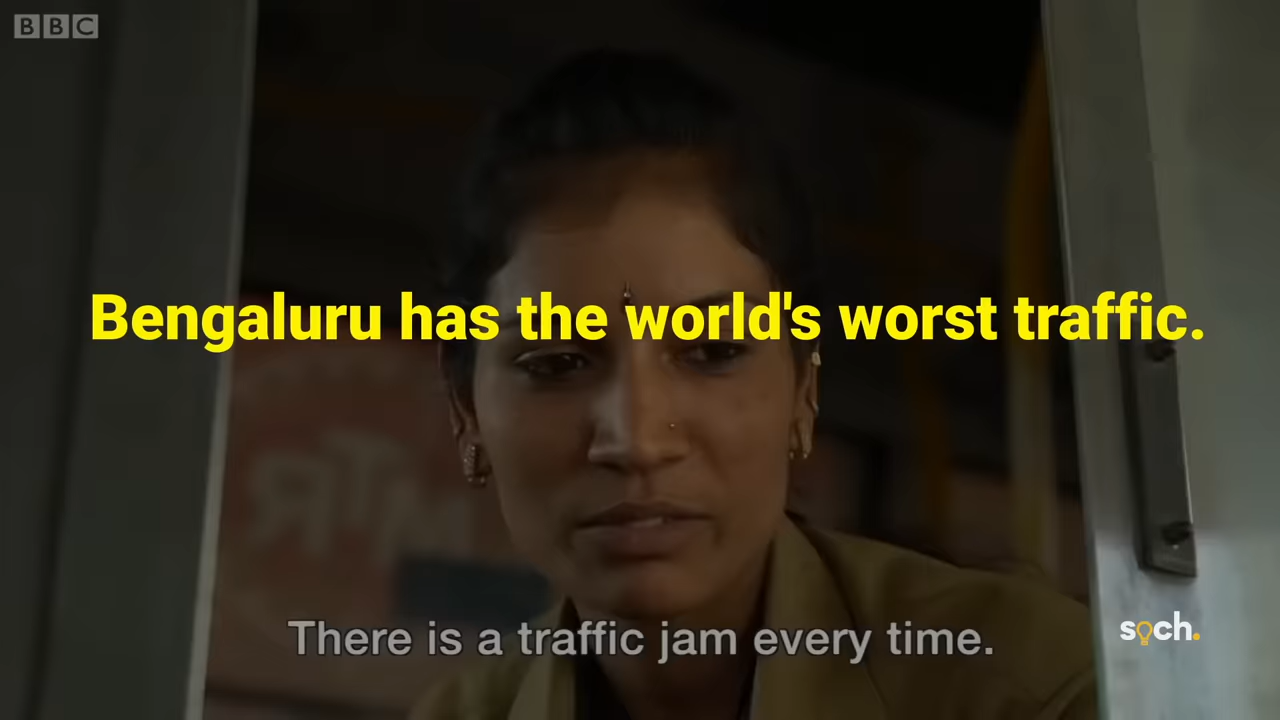 BBC
Bengaluru has the world's worst traffic.
There is a traffic jam every time.
soch.